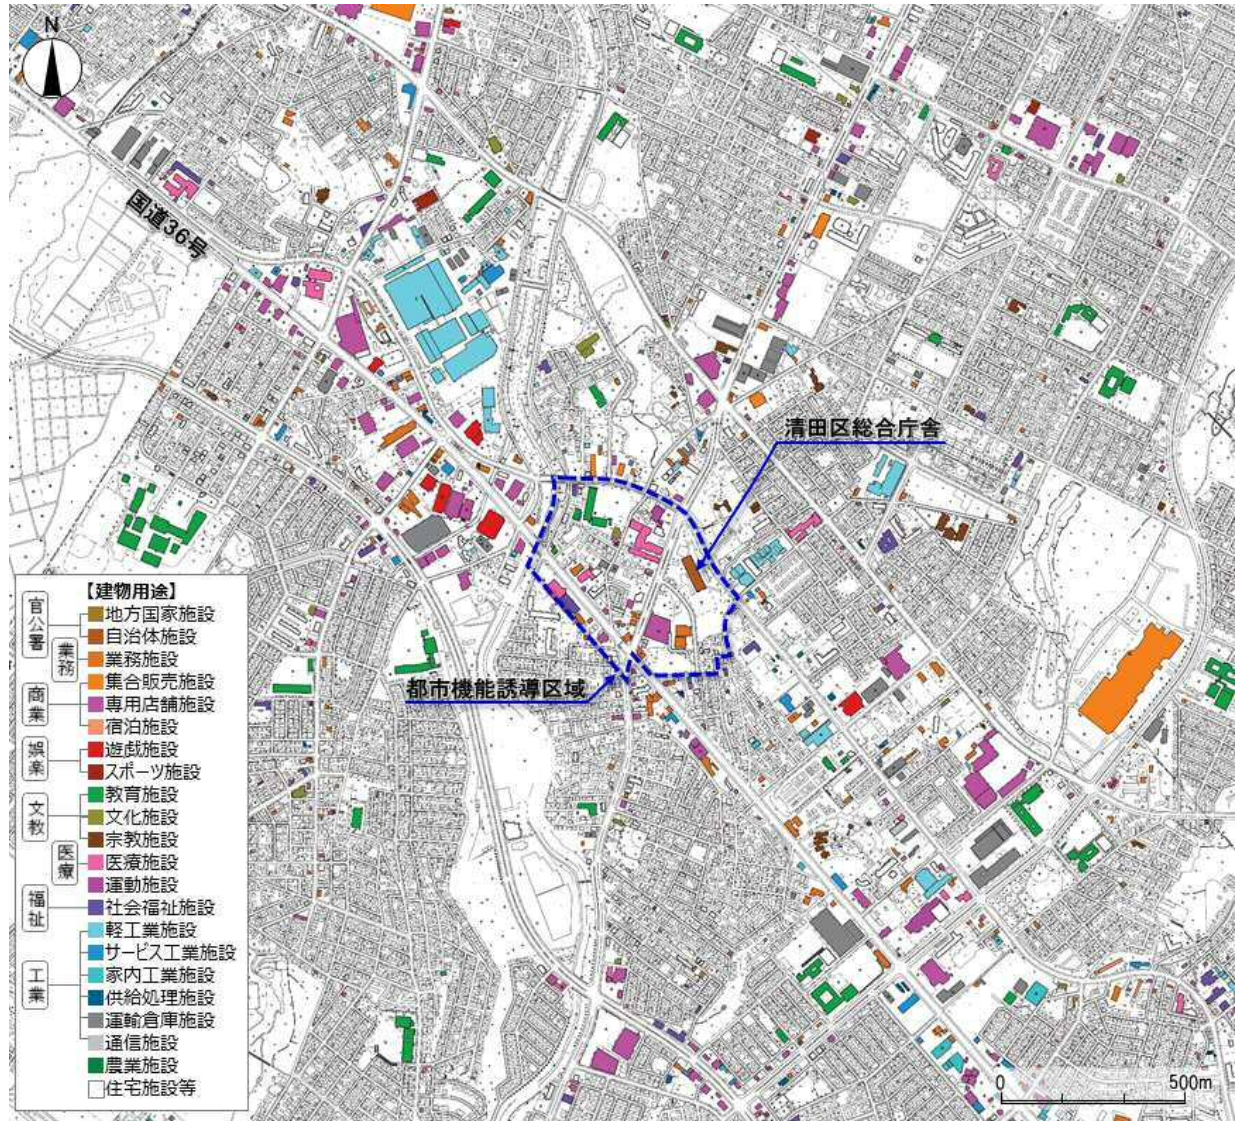 N
国道36号
清田区総合庁舎
都市機能誘導区域
【建物用途】
官公署
地方国家施設
自治体施設
業務
業務施設
商業
集合販売施設
専用店舗施設
宿泊施設
娯楽
遊戯施設
スポーツ施設
文教
教育施設
文化施設
宗教施設
医療
医療施設
運動施設
福祉
社会福祉施設
工業
軽工業施設
サービス工業施設
家内工業施設
供給処理施設
運輸倉庫施設
通信施設
農業施設
住宅施設等
0 500m